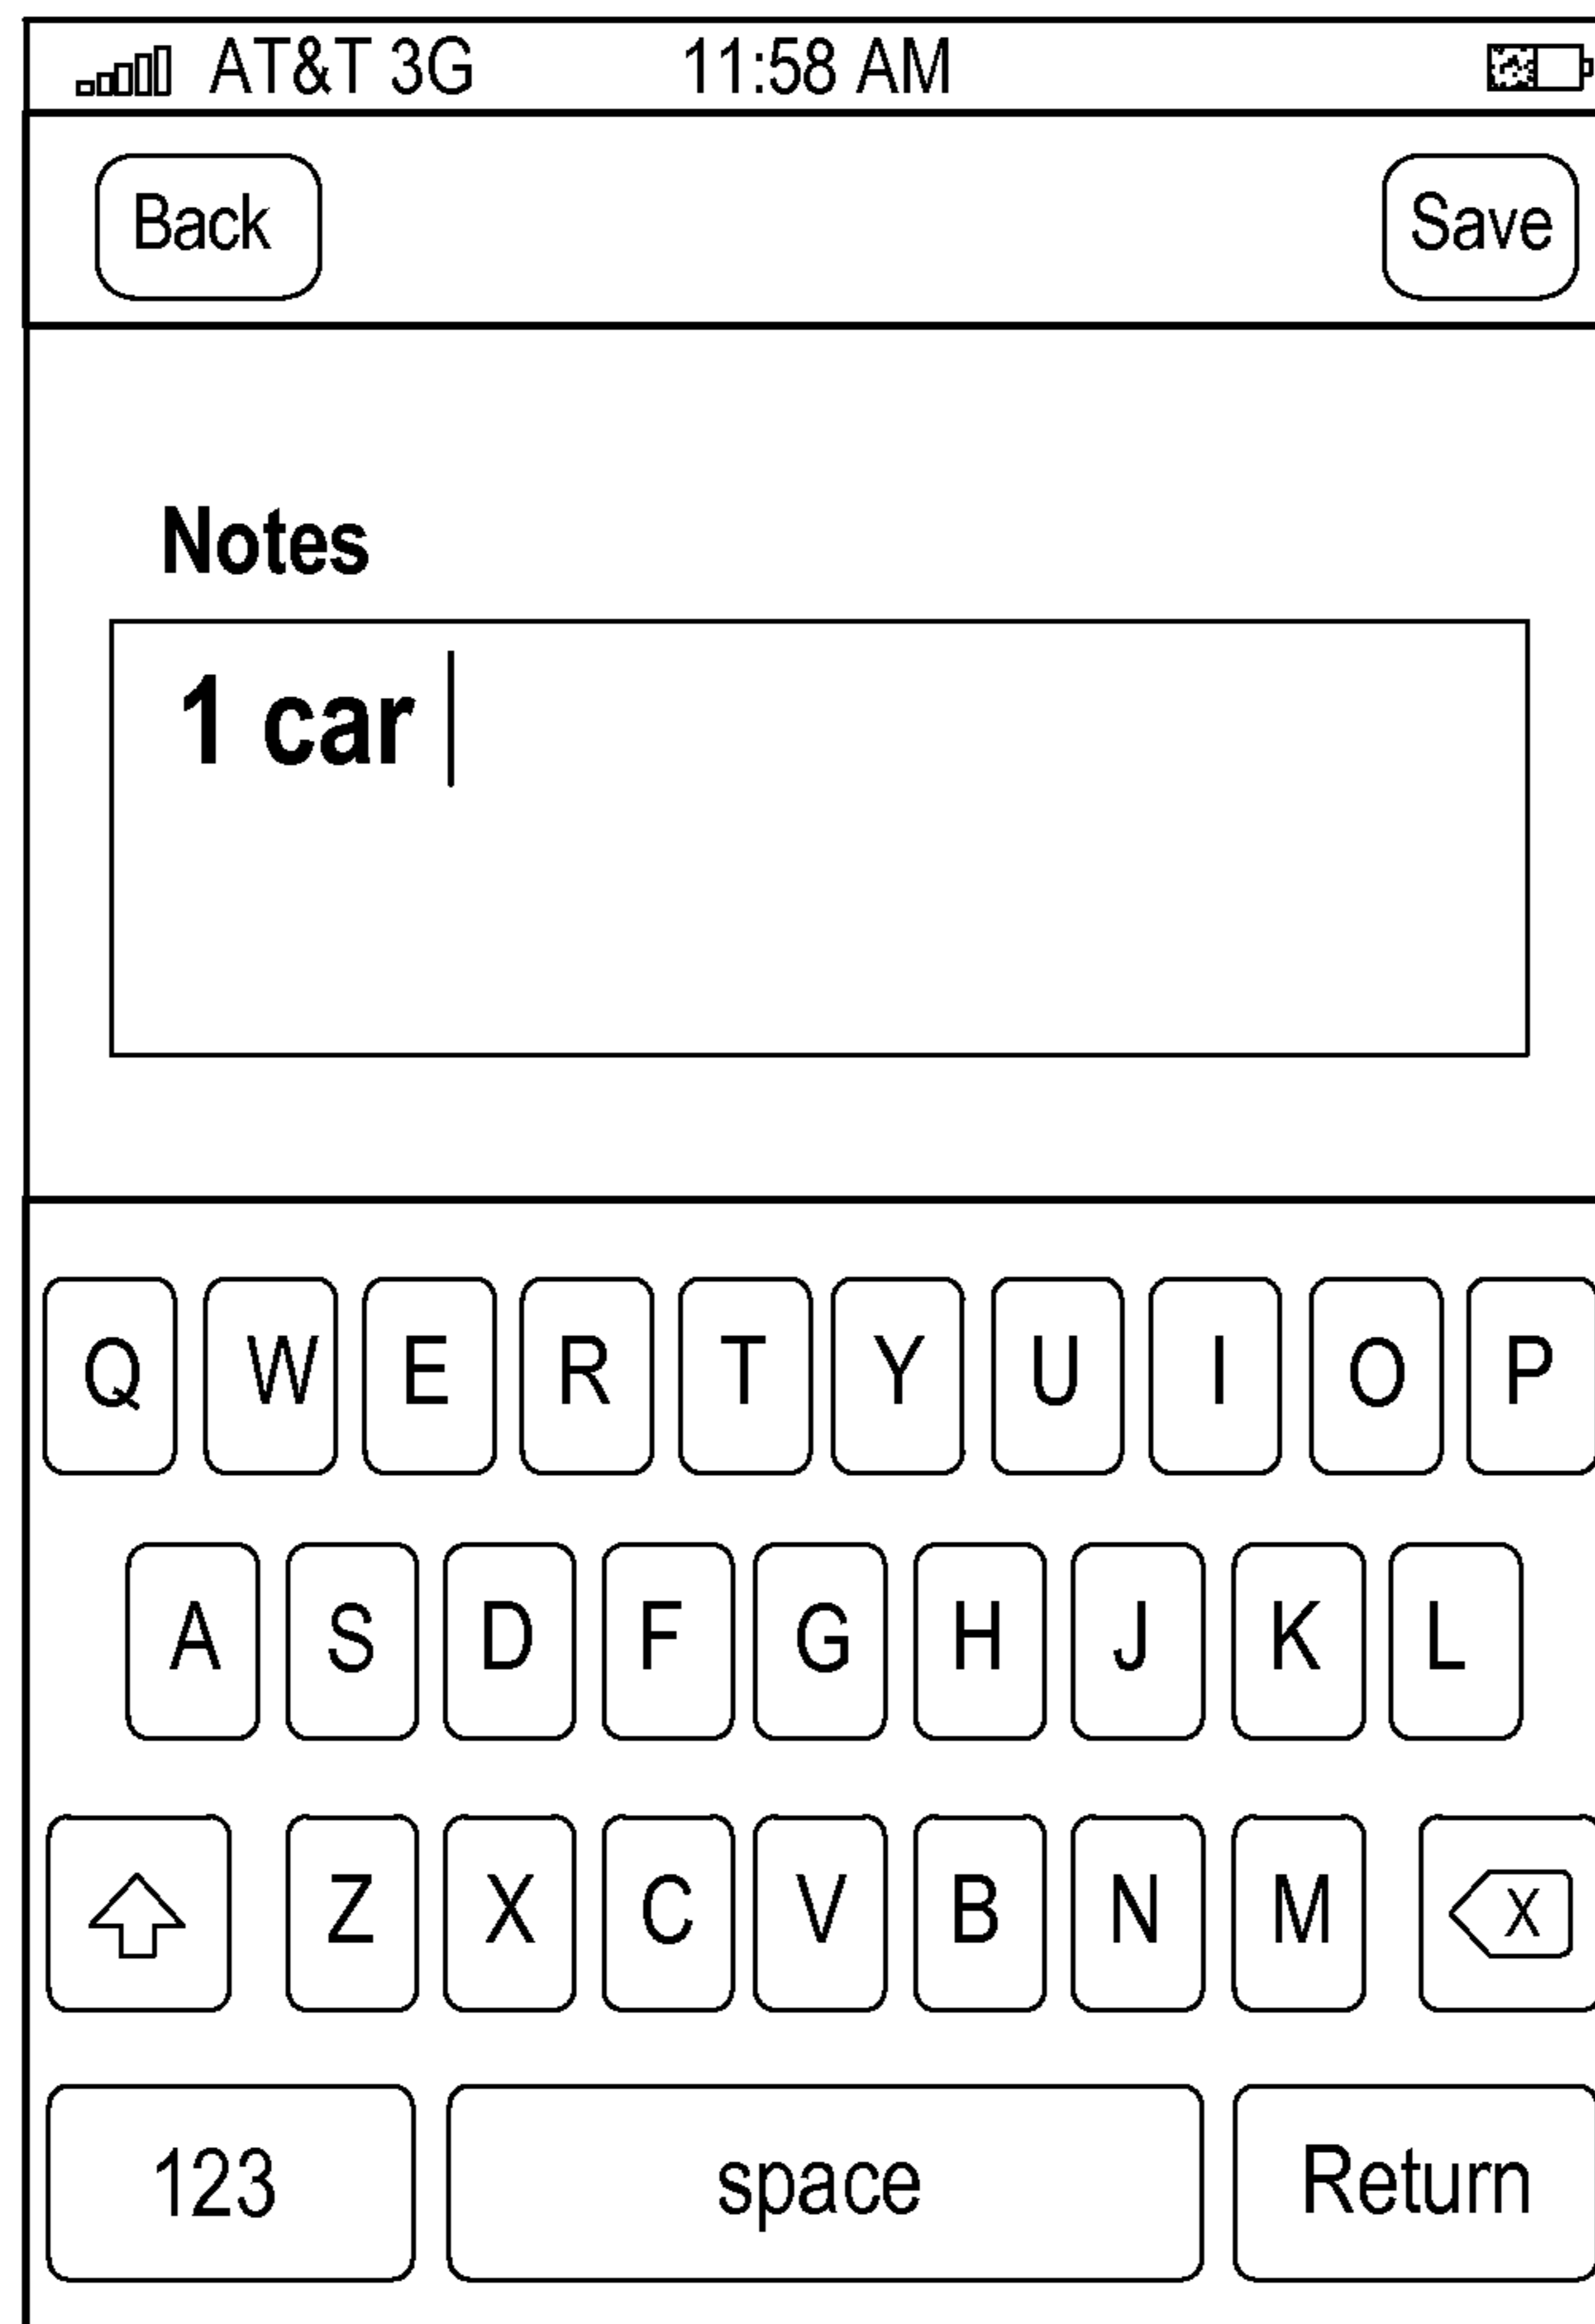 AT&T 3G 11:58 AM
Back Save
Notes
1 car
Q W E R T Y U I O P
A S D F G H J K L
Z X C V B N M X
123 space Return